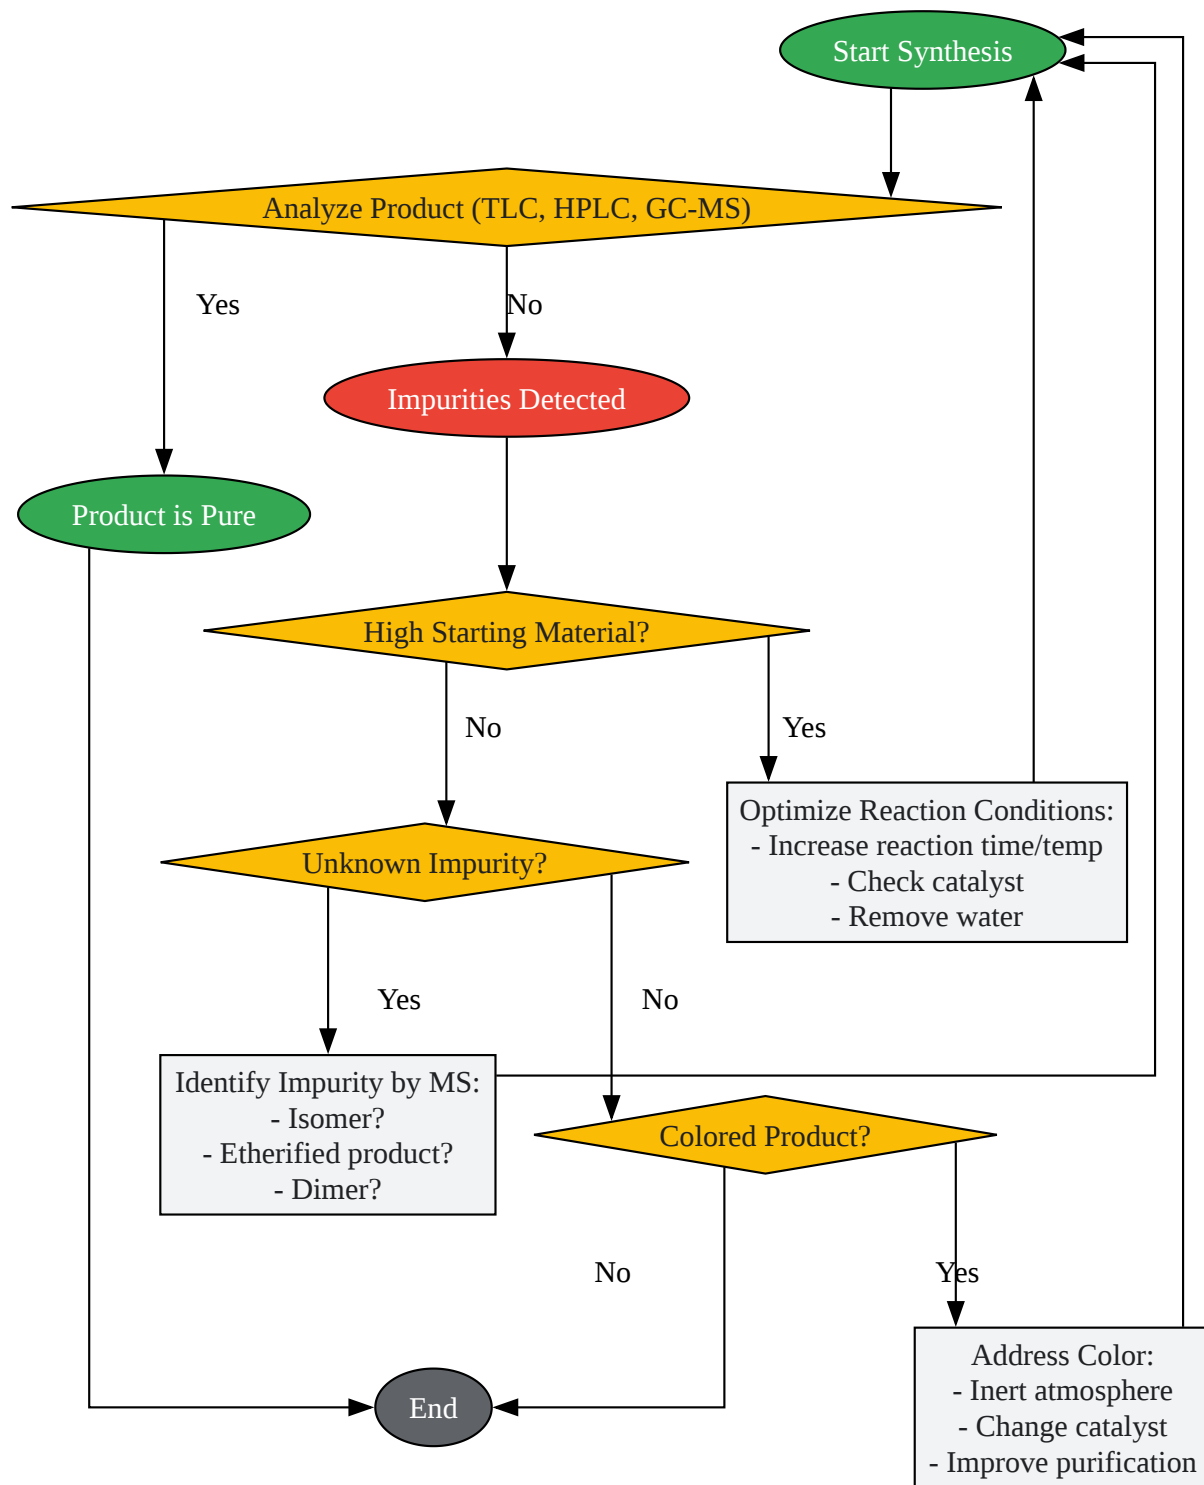 Start Synthesis
Analyze Product (TLC, HPLC, GC-MS)
Yes
No
Impurities Detected
Product is Pure
High Starting Material?
No
Yes
Optimize Reaction Conditions:
- Increase reaction time/temp
- Check catalyst
- Remove water
Unknown Impurity?
Yes
No
Identify Impurity by MS:
- Isomer?
- Etherified product?
- Dimer?
Colored Product?
No
Yes
Address Color:
- Inert atmosphere
- Change catalyst
- Improve purification
End